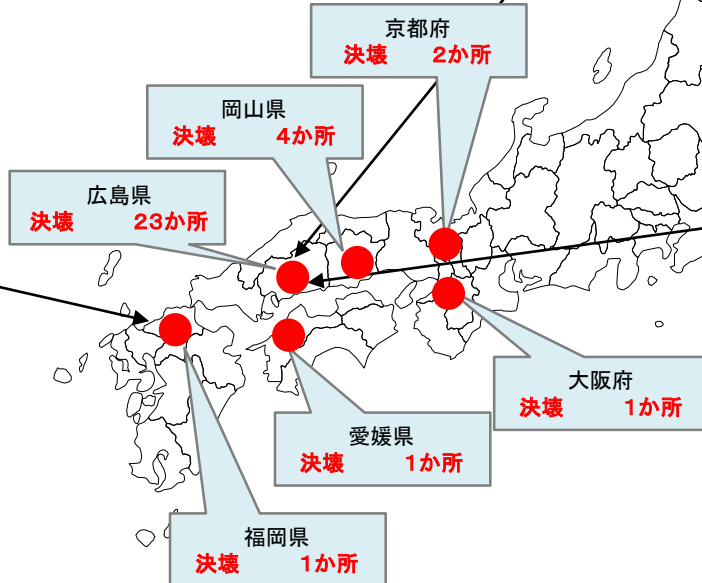 京都府
決壊 2か所
岡山県
決壊 4か所
広島県
決壊 23か所
大阪府
決壊 1か所
愛媛県
決壊 1か所
福岡県
決壊 1か所